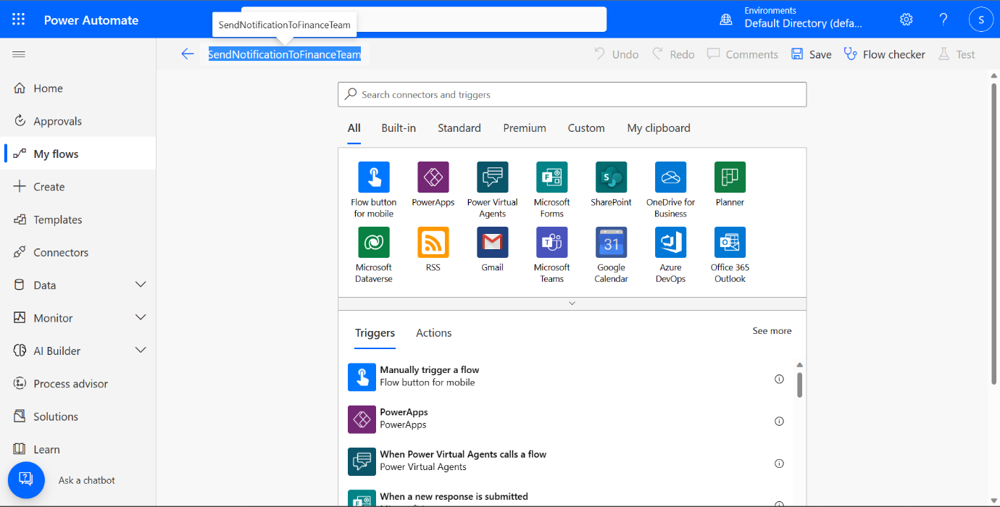 Power Automate
SendNotificationToFinanceTeam
Environments
Default Directory (defa...
?
S
SendNotificationToFinanceTeam
Undo
Redo
Comments
Save
Flow checker
Test
Home
Approvals
My flows
Create
Templates
Connectors
Data
Monitor
AI Builder
Process advisor
Solutions
Learn
Ask a chatbot
Search connectors and triggers
All
Built-in
Standard
Premium
Custom
My clipboard
Flow button
for mobile
PowerApps
Power Virtual
Agents
Microsoft
Forms
SharePoint
OneDrive for
Business
Planner
31
Microsoft
Dataverse
RSS
Gmail
Microsoft
Teams
Google
Calendar
Azure
DevOps
Office 365
Outlook
Triggers
Actions
See more
Manually trigger a flow
Flow button for mobile
PowerApps
PowerApps
When Power Virtual Agents calls a flow
Power Virtual Agents
When a new response is submitted